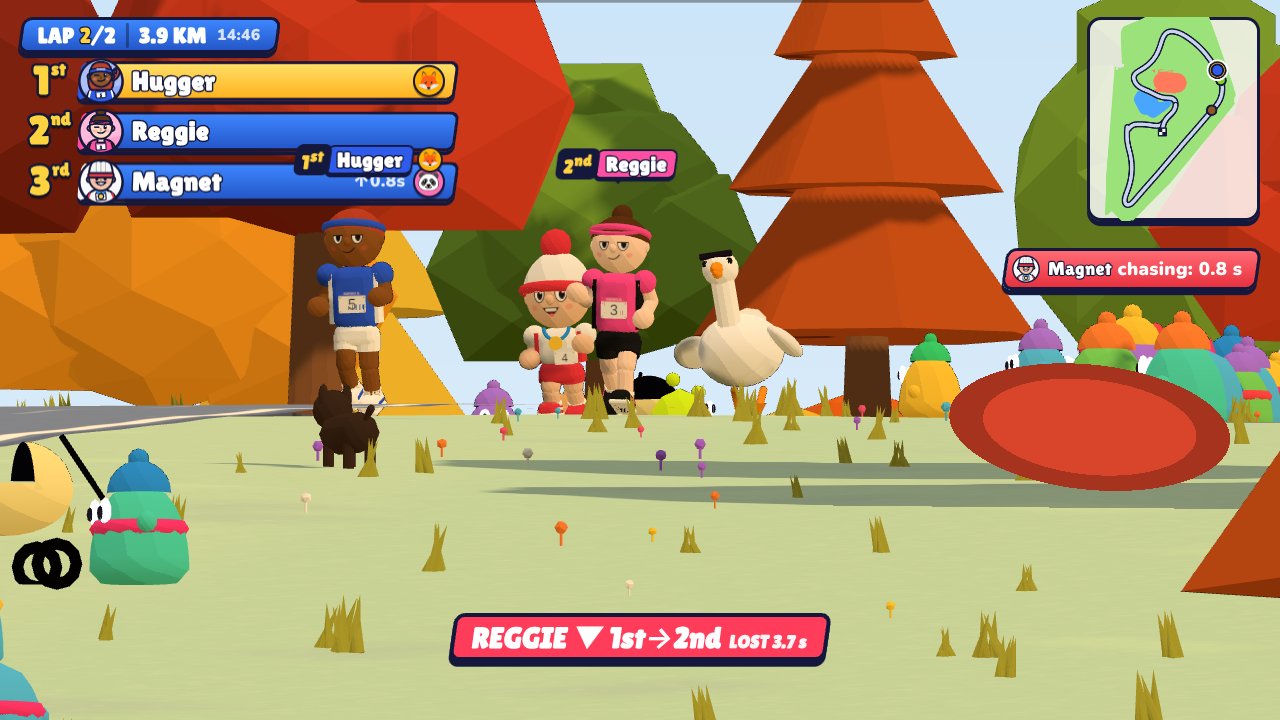 LAP 2/2 3.9 KM 14:46
1st Hugger
2nd Reggie
3rd Magnet ↑0.8s
1st Hugger
2nd Reggie
Magnet chasing: 0.8 s
5
3
4
REGGIE ▼ 1st→2nd LOST 3.7 s